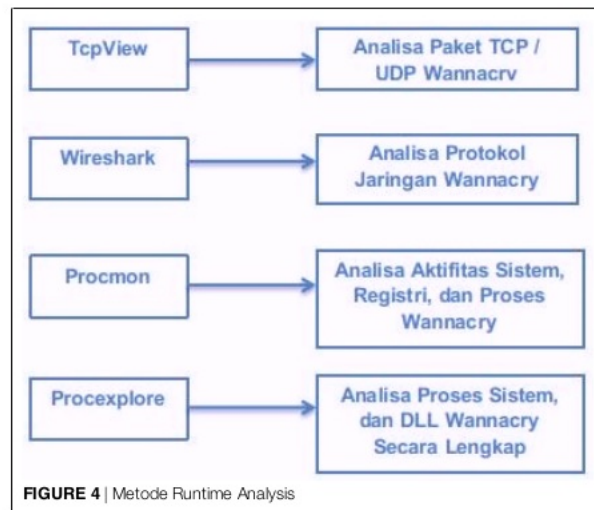 TcpView
Analisa Paket TCP /
UDP Wannacrv
Wireshark
Analisa Protokol
Jaringan Wannacry
Procmon
Analisa Aktifitas Sistem,
Registri, dan Proses
Wannacry
Procexplore
Analisa Proses Sistem,
dan DLL Wannacry
Secara Lengkap
FIGURE 4 | Metode Runtime Analysis